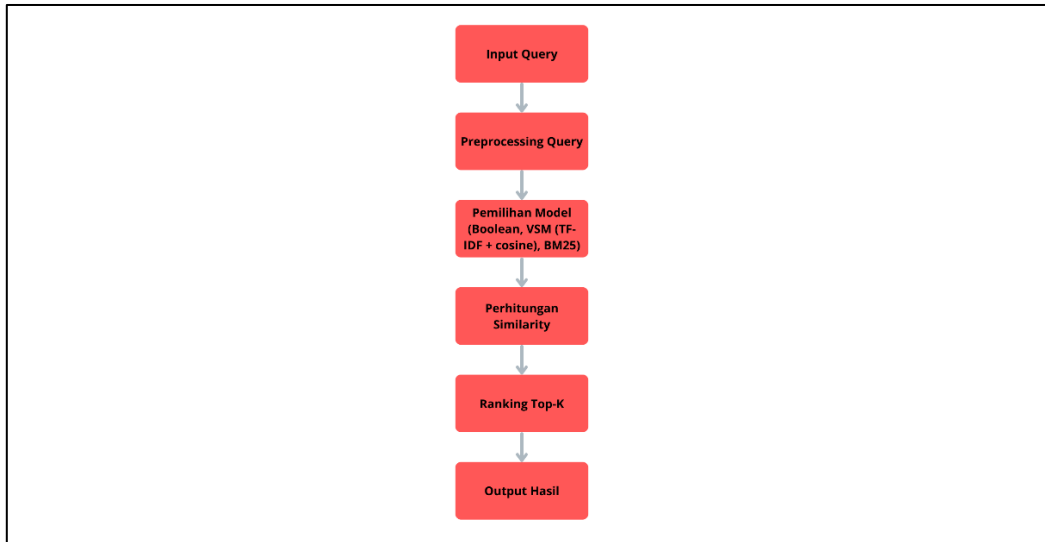 Input Query
Preprocessing Query
Pemilihan Model
(Boolean, VSM (TF-
IDF + cosine), BM25)
Perhitungan
Similarity
Ranking Top-K
Output Hasil